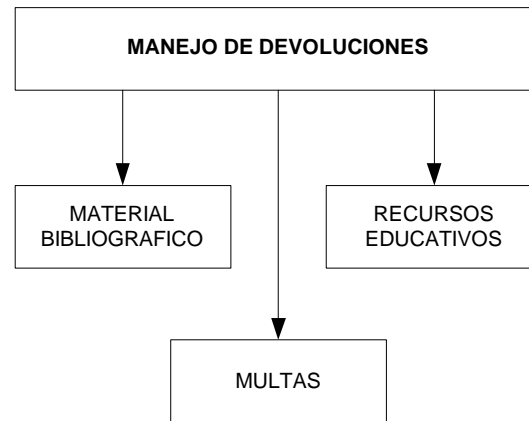 MANEJO DE DEVOLUCIONES
MATERIAL
BIBLIOGRAFICO
RECURSOS
EDUCATIVOS
MULTAS